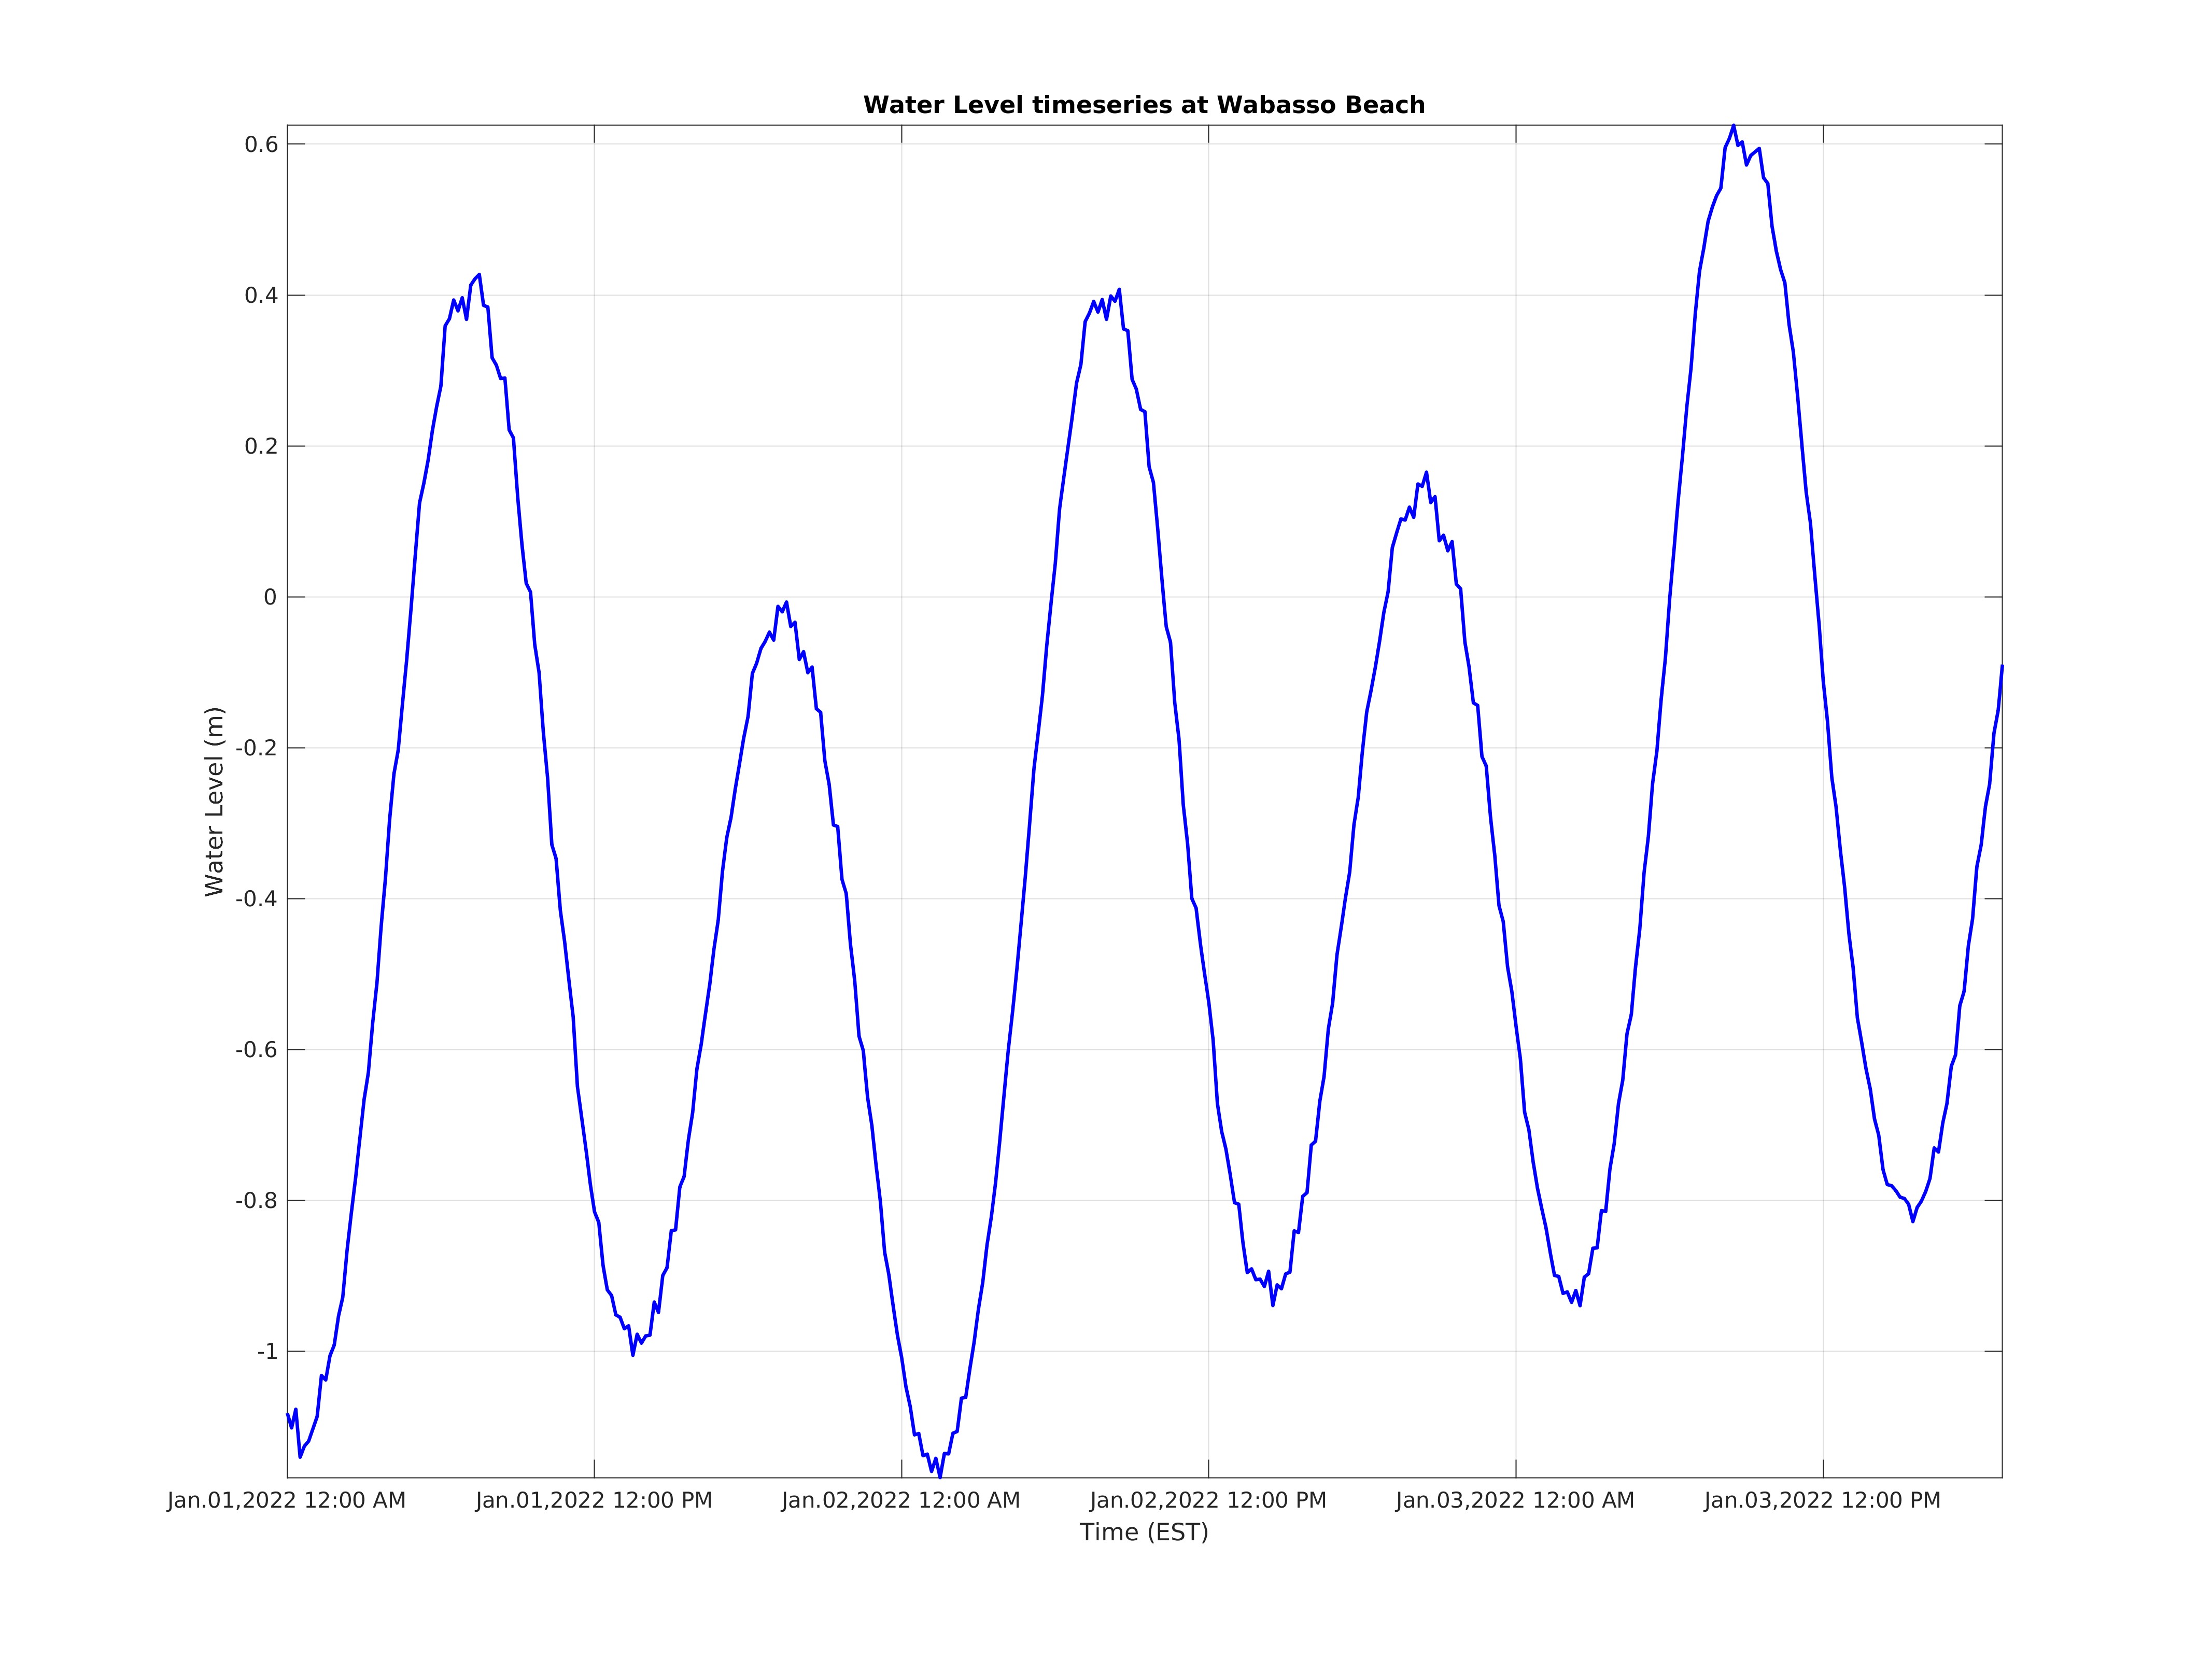 Water Level timeseries at Wabasso Beach
0.6
0.4
0.2
0
-0.2
-0.4
-0.6
-0.8
-1
Water Level (m)
Jan.01,2022 12:00 AM Jan.01,2022 12:00 PM Jan.02,2022 12:00 AM Jan.02,2022 12:00 PM Jan.03,2022 12:00 AM Jan.03,2022 12:00 PM
Time (EST)